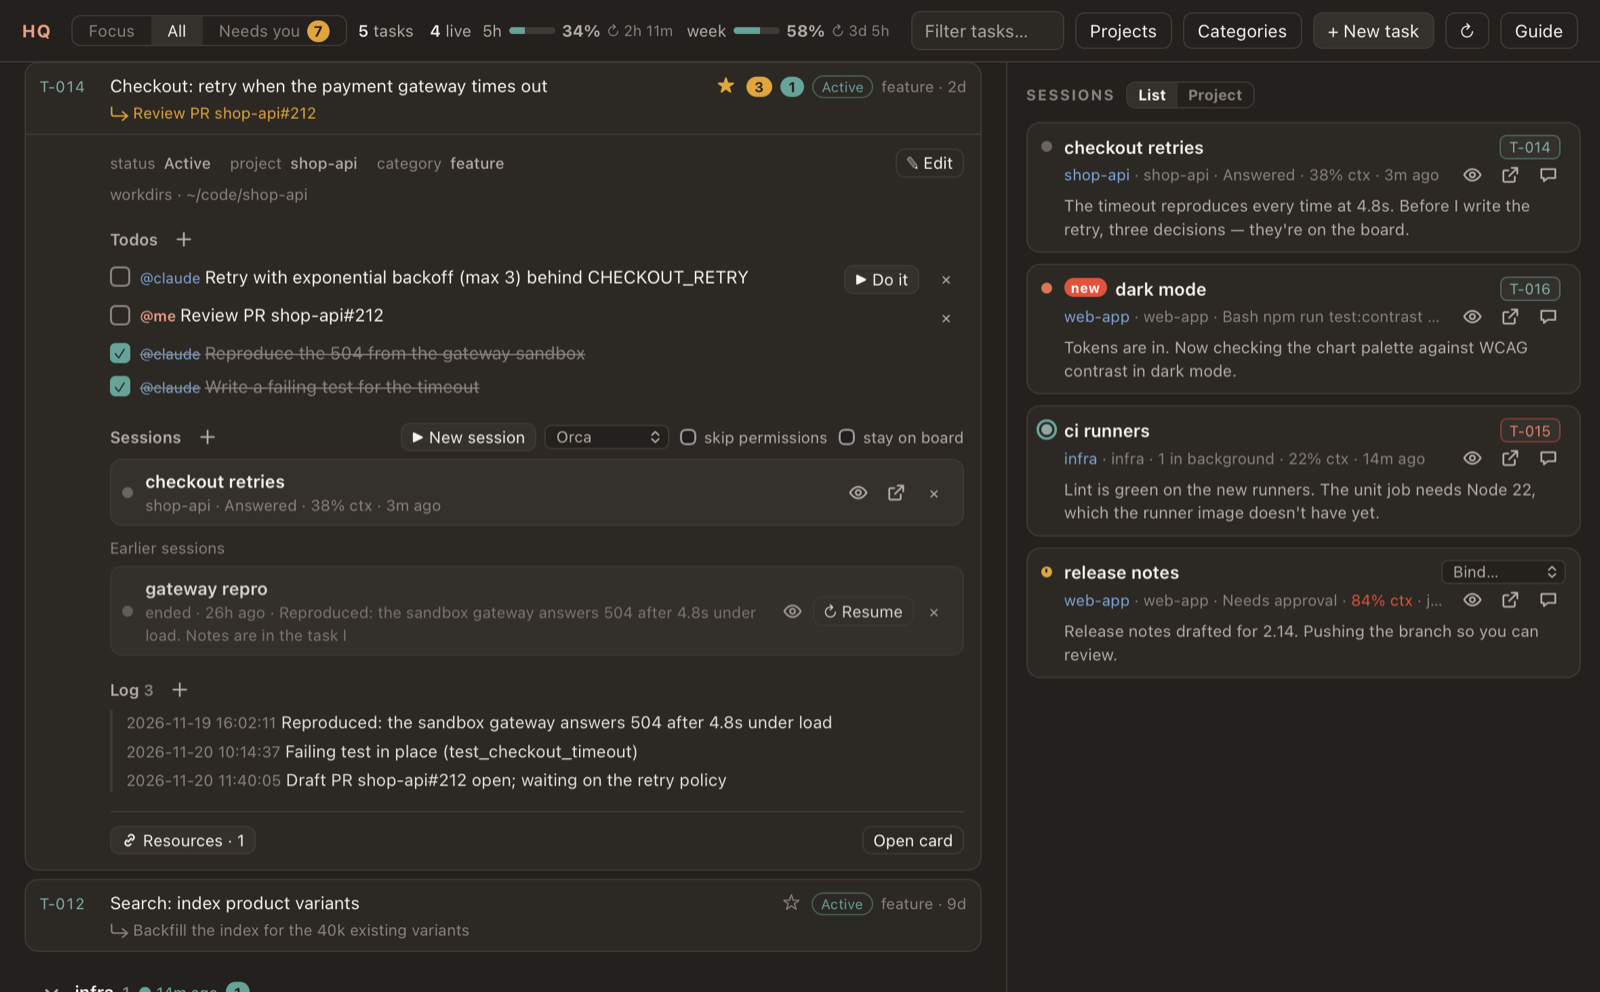 HQ Focus All Needs you 7 5 tasks 4 live 5h 34% 2h 11m week 58% 3d 5h Filter tasks... Projects Categories + New task Guide
T-014 Checkout: retry when the payment gateway times out 3 1 Active feature · 2d
Review PR shop-api#212
status Active project shop-api category feature Edit
workdirs · ~/code/shop-api
Todos +
@claude Retry with exponential backoff (max 3) behind CHECKOUT_RETRY Do it ×
@me Review PR shop-api#212 ×
@claude Reproduce the 504 from the gateway sandbox
@claude Write a failing test for the timeout
Sessions + New session Orca skip permissions stay on board
checkout retries
shop-api · Answered · 38% ctx · 3m ago ×
Earlier sessions
gateway repro
ended · 26h ago · Reproduced: the sandbox gateway answers 504 after 4.8s under Resume ×
load. Notes are in the task l
Log 3 +
2026-11-19 16:02:11 Reproduced: the sandbox gateway answers 504 after 4.8s under load
2026-11-20 10:14:37 Failing test in place (test_checkout_timeout)
2026-11-20 11:40:05 Draft PR shop-api#212 open; waiting on the retry policy
Resources · 1 Open card
T-012 Search: index product variants Active feature · 9d
Backfill the index for the 40k existing variants
infra 1 14m ago 1
SESSIONS List Project
checkout retries T-014
shop-api · shop-api · Answered · 38% ctx · 3m ago
The timeout reproduces every time at 4.8s. Before I write the
retry, three decisions — they're on the board.
new dark mode T-016
web-app · web-app · Bash npm run test:contrast ...
Tokens are in. Now checking the chart palette against WCAG
contrast in dark mode.
ci runners T-015
infra · infra · 1 in background · 22% ctx · 14m ago
Lint is green on the new runners. The unit job needs Node 22,
which the runner image doesn't have yet.
release notes Bind...
web-app · web-app · Needs approval · 84% ctx · j...
Release notes drafted for 2.14. Pushing the branch so you can
review.